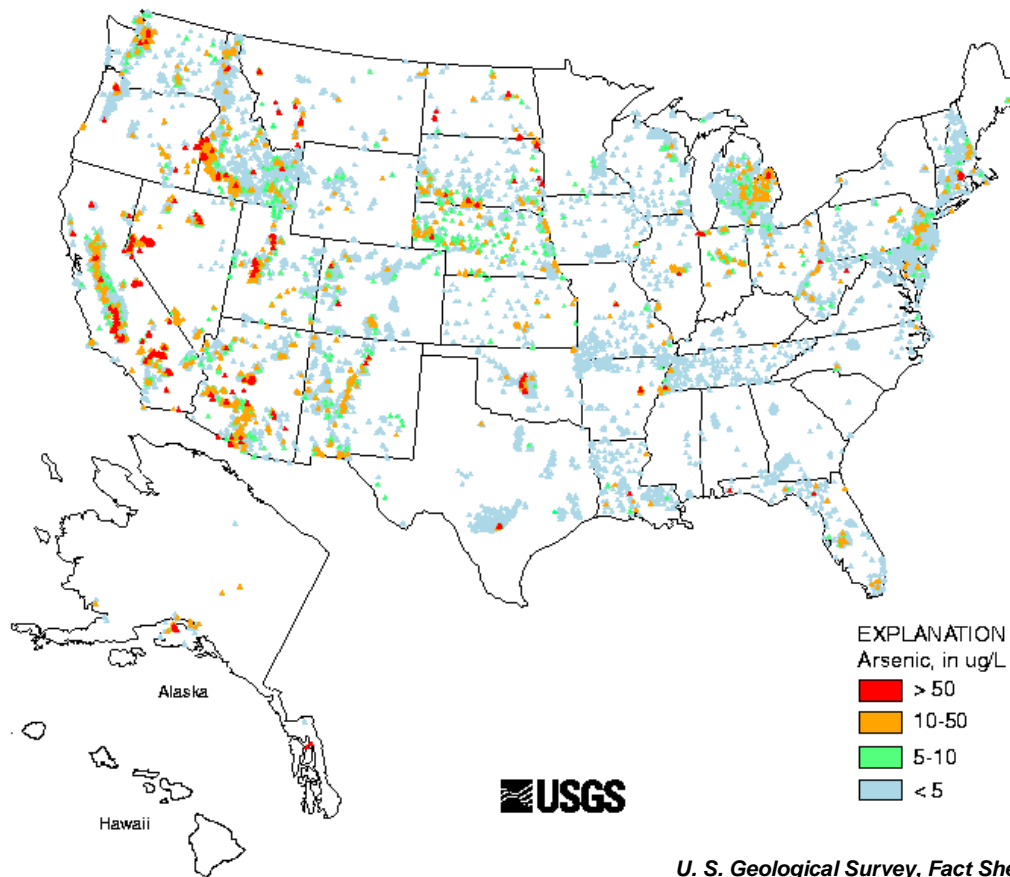 EXPLANATION
Arsenic, in ug/L
> 50
10-50
5-10
< 5
Alaska
Hawaii
USGS
U. S. Geological Survey, Fact She